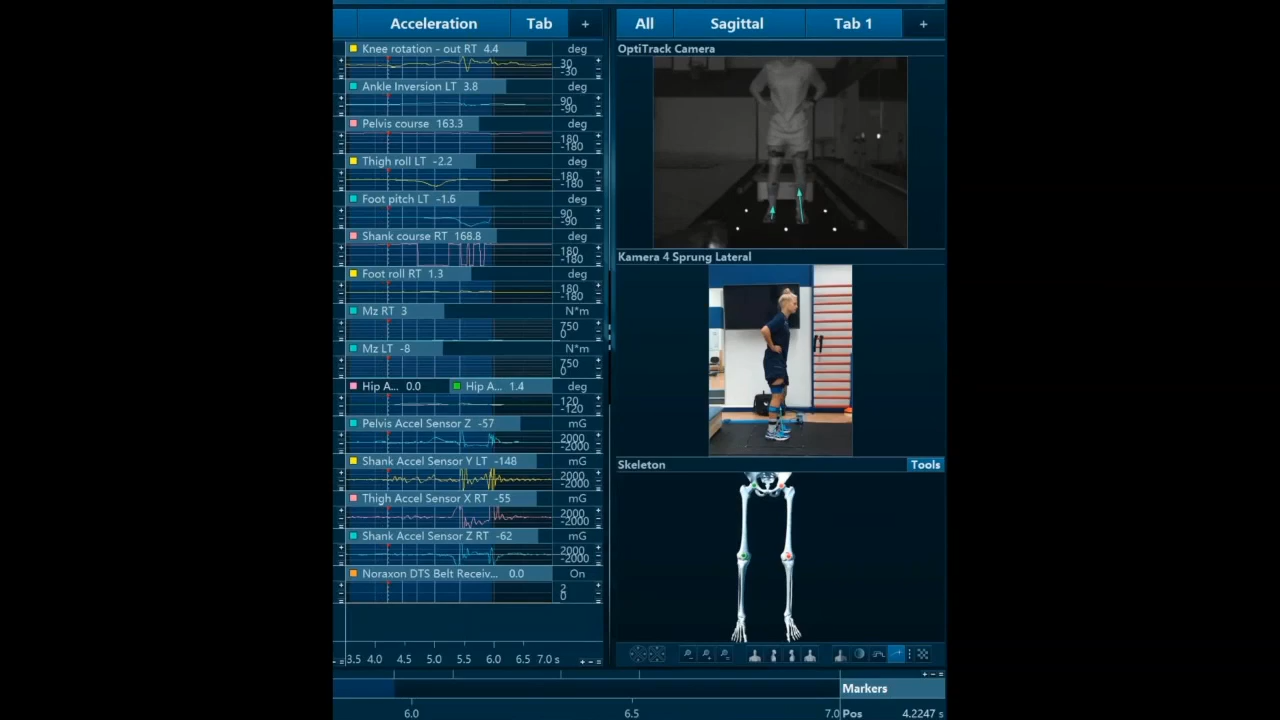 Acceleration Tab +
Knee rotation - out RT 4.4 deg
30
-30
Ankle Inversion LT 3.8 deg
90
-90
Pelvis course 163.3 deg
180
-180
Thigh roll LT -2.2 deg
180
-180
Foot pitch LT -1.6 deg
90
-90
Shank course RT 168.8 deg
180
-180
Foot roll RT 1.3 deg
180
-180
Mz RT 3 N*m
750
0
Mz LT -8 N*m
750
0
Hip A... 0.0 Hip A... 1.4 deg
120
-120
Pelvis Accel Sensor Z -57 mG
2000
-2000
Shank Accel Sensor Y LT -148 mG
2000
-2000
Thigh Accel Sensor X RT -55 mG
2000
-2000
Shank Accel Sensor Z RT -62 mG
2000
-2000
Noraxon DTS Belt Receiv... 0.0 On
2
0
3.5 4.0 4.5 5.0 5.5 6.0 6.5 7.0 s
All Sagittal Tab 1 +
OptiTrack Camera
Kamera 4 Sprung Lateral
Skeleton Tools
Markers
6.0 6.5 7.0 Pos 4.2247 s